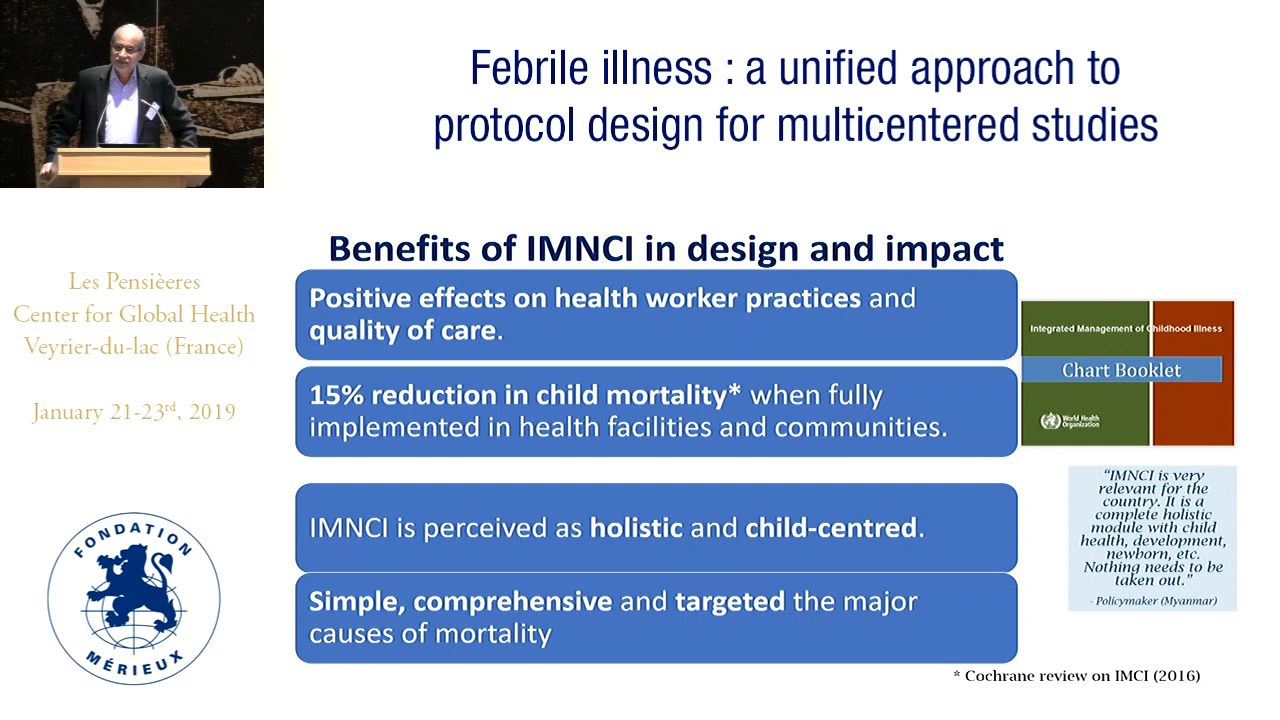 Febrile illness : a unified approach to
protocol design for multicentered studies
Les Pensièeres
Center for Global Health
Veyrier-du-lac (France)
January 21-23rd, 2019
FONDATION
MÉRIEUX
Benefits of IMNCI in design and impact
Positive effects on health worker practices and
quality of care.
15% reduction in child mortality* when fully
implemented in health facilities and communities.
IMNCI is perceived as holistic and child-centred.
Simple, comprehensive and targeted the major
causes of mortality
Integrated Management of Childhood Illness
Chart Booklet
World Health
Organization
“IMNCI is very
relevant for the
country. It is a
complete holistic
module with child
health, development,
newborn, etc.
Nothing needs to be
taken out.”
- Policymaker (Myanmar)
* Cochrane review on IMCI (2016)